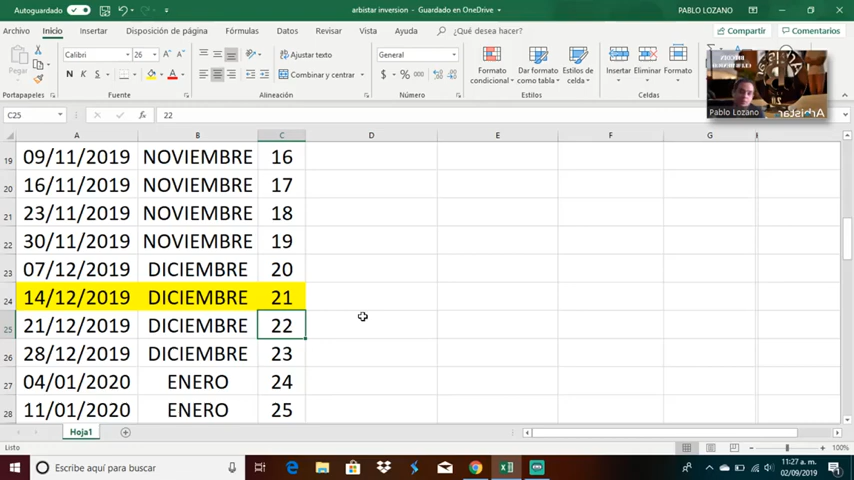 Autoguardado
arbistar inversion - Guardado en OneDrive
PABLO LOZANO
Archivo Inicio Insertar Disposición de página Fórmulas Datos Revisar Vista Ayuda ¿Qué desea hacer? Compartir Comentarios
Calibri 26 Ajustar texto General
Pegar N K S Combinar y centrar $ % Formato condicional Dar formato como tabla Estilos de celda Insertar Eliminar Formato
Portapapeles Fuente Alineación Número Estilos Celdas
Pablo Lozano Arbistar
C25 fx 22
A B C D E F G
19 09/11/2019 NOVIEMBRE 16
20 16/11/2019 NOVIEMBRE 17
21 23/11/2019 NOVIEMBRE 18
22 30/11/2019 NOVIEMBRE 19
23 07/12/2019 DICIEMBRE 20
24 14/12/2019 DICIEMBRE 21
25 21/12/2019 DICIEMBRE 22
26 28/12/2019 DICIEMBRE 23
27 04/01/2020 ENERO 24
28 11/01/2020 ENERO 25
Hoja1
Listo 100%
Escribe aquí para buscar
11:27 a. m.
02/09/2019